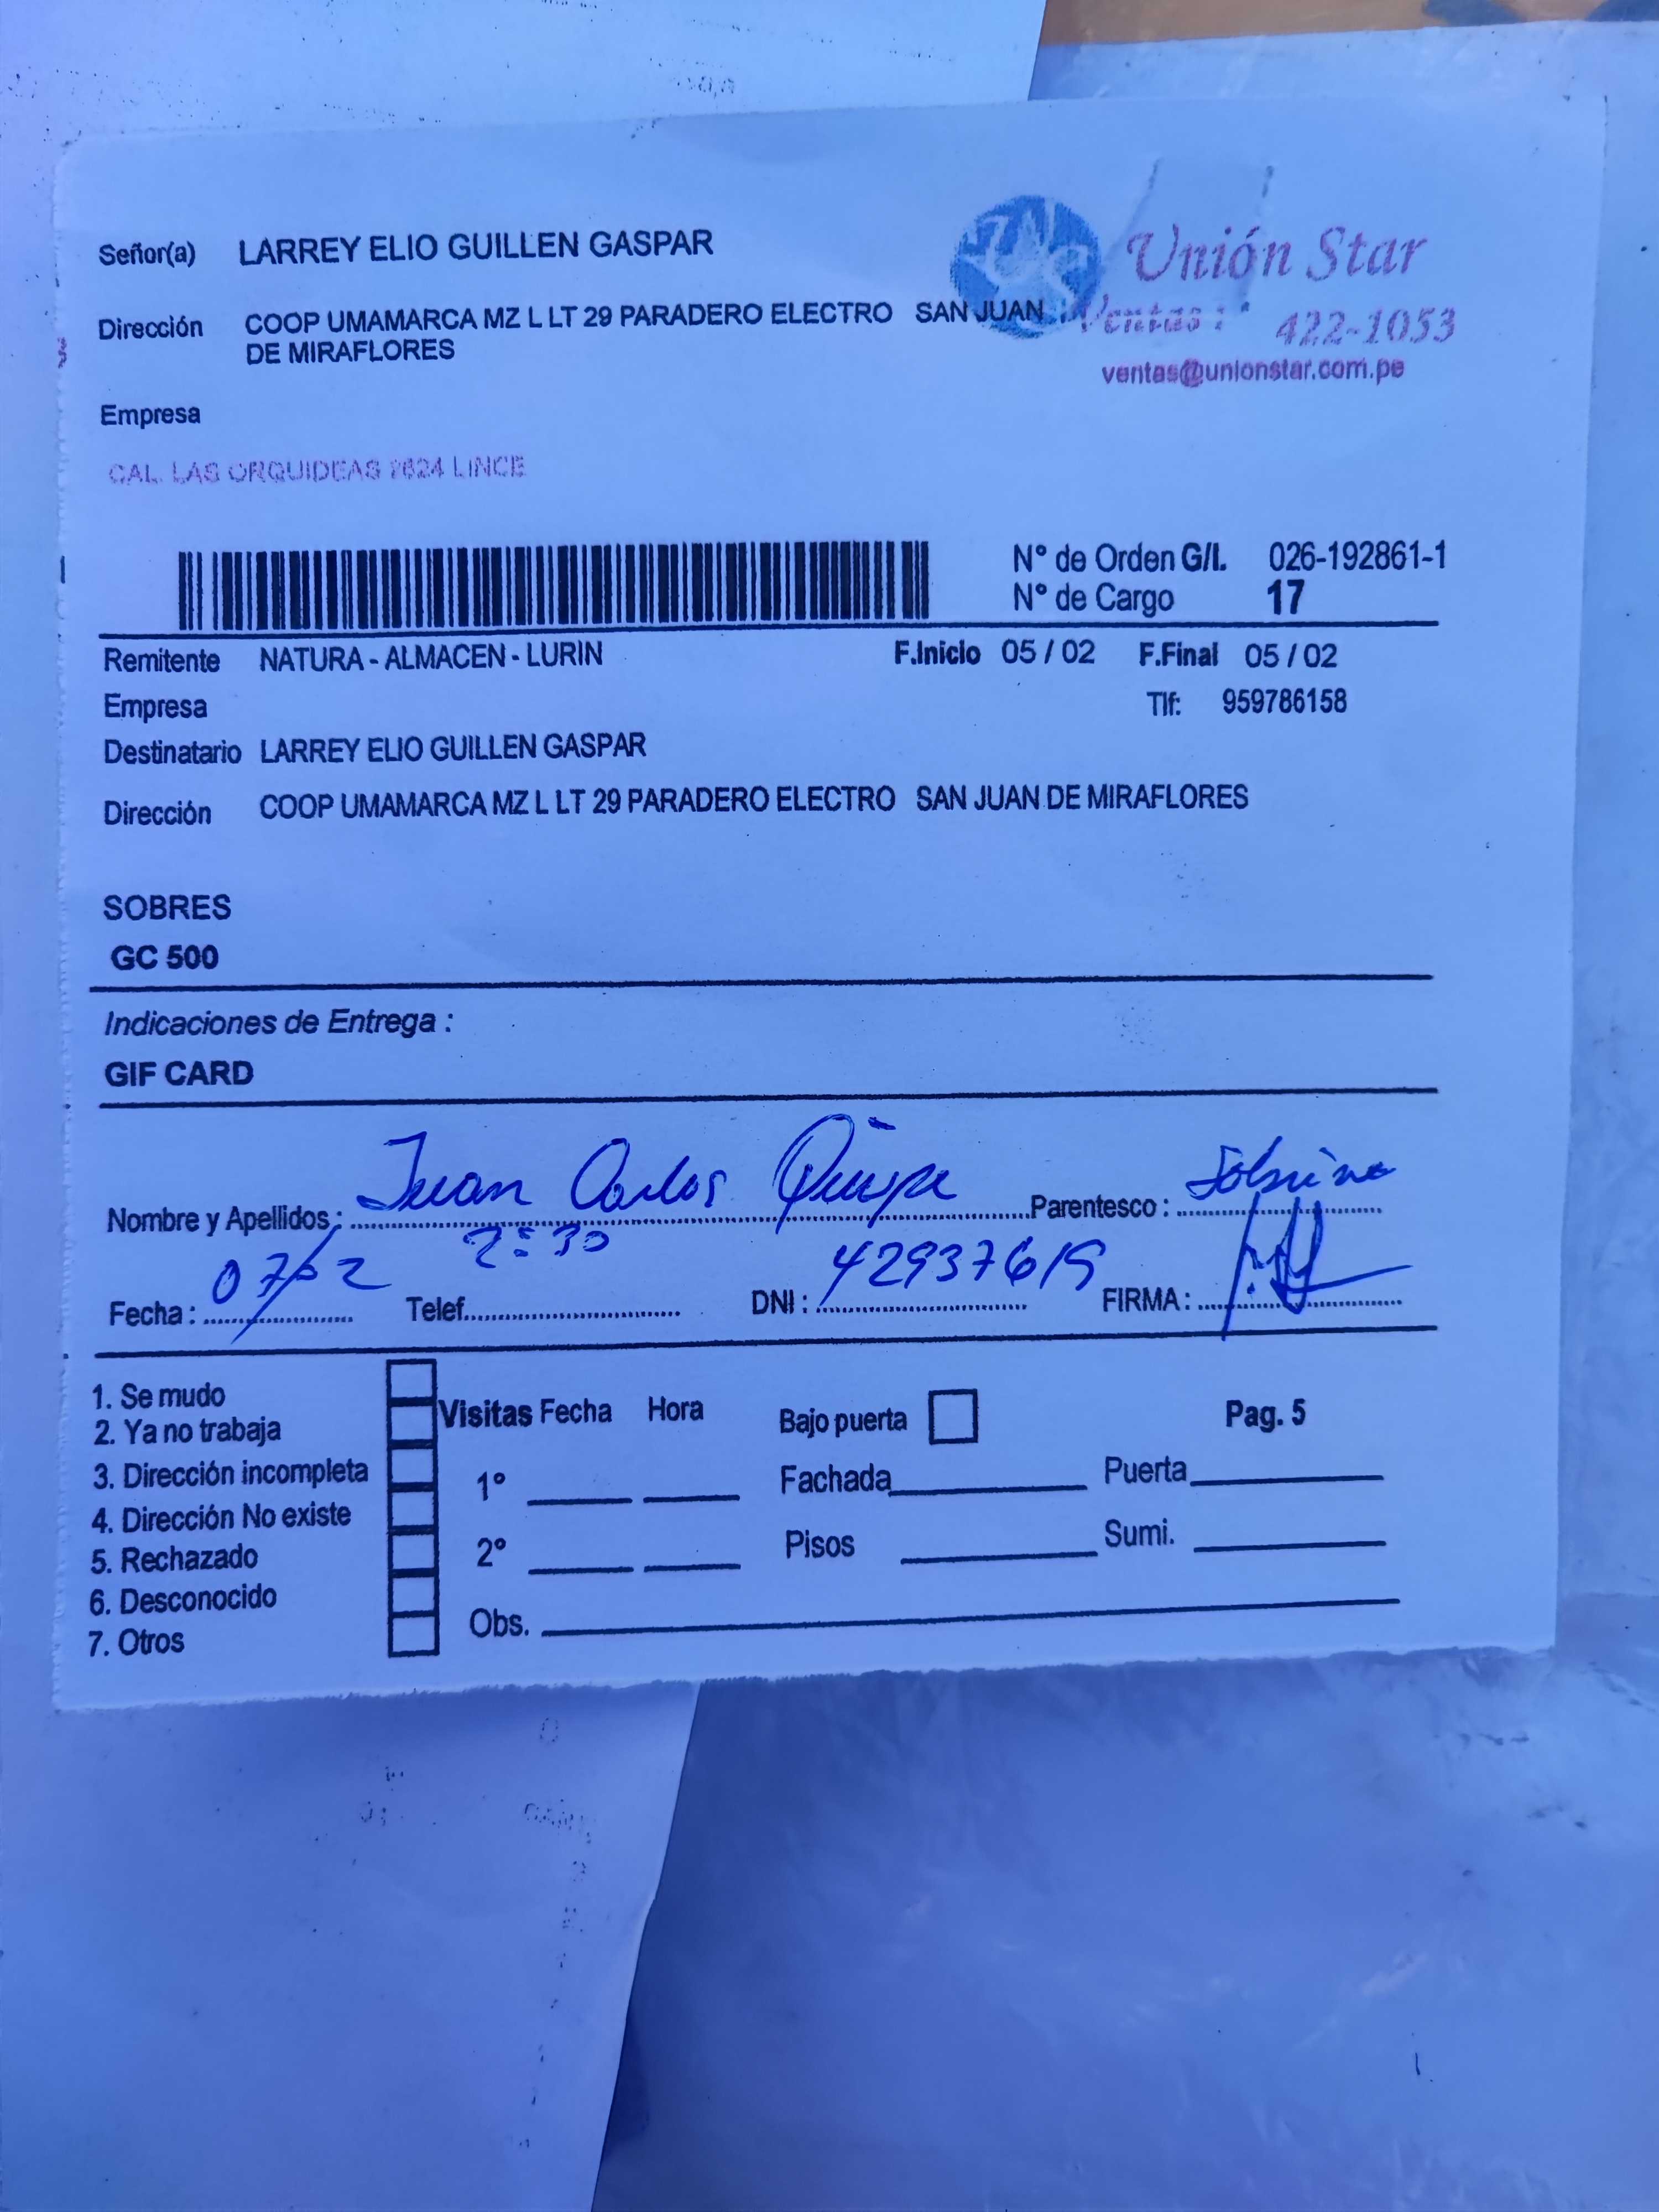 Señor(a) LARREY ELIO GUILLEN GASPAR
Unión Star
Dirección COOP UMAMARCA MZ L LT 29 PARADERO ELECTRO SAN JUAN
DE MIRAFLORES
Ventas : 422-1053
ventas@unionstar.com.pe
Empresa
CAL. LAS ORQUIDEAS 2624 LINCE
N° de Orden G/I. 026-192861-1
N° de Cargo 17
Remitente NATURA - ALMACEN - LURIN F.Inicio 05 / 02 F.Final 05 / 02
Empresa Tlf: 959786158
Destinatario LARREY ELIO GUILLEN GASPAR
Dirección COOP UMAMARCA MZ L LT 29 PARADERO ELECTRO SAN JUAN DE MIRAFLORES
SOBRES
GC 500
Indicaciones de Entrega :
GIF CARD
Nombre y Apellidos : Juan Carlos Quispe Parentesco : Sobrino
2:30
Fecha : 07/02 Telef. DNI : 42937619 FIRMA :
1. Se mudo
2. Ya no trabaja
3. Dirección incompleta
4. Dirección No existe
5. Rechazado
6. Desconocido
7. Otros
Visitas Fecha Hora Bajo puerta Pag. 5
1° Fachada Puerta
2° Pisos Sumi.
Obs.